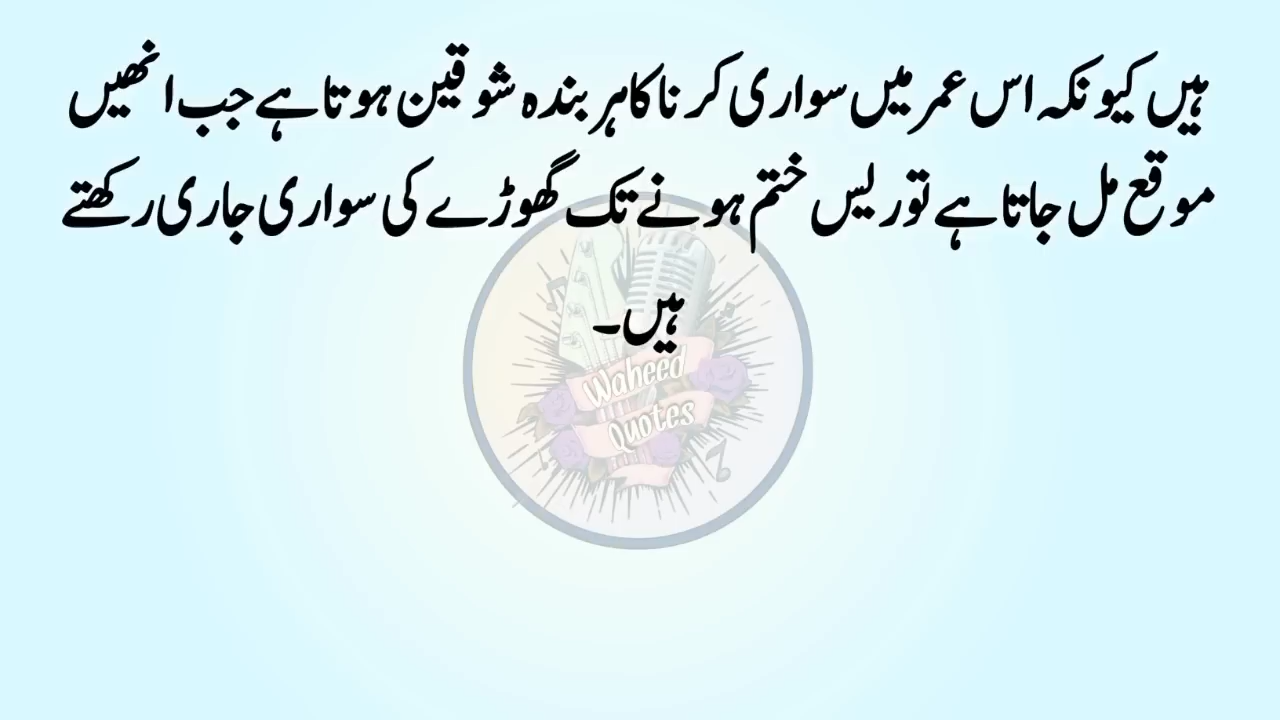 ہیں کیونکہ اس عمر میں سواری کرنا کا ہر بندہ شوقین ہوتا ہے جب انھیں
موقع مل جاتا ہے تو ریس ختم ہونے تک گھوڑے کی سواری جاری رکھتے
ہیں۔
Waheed
Quotes